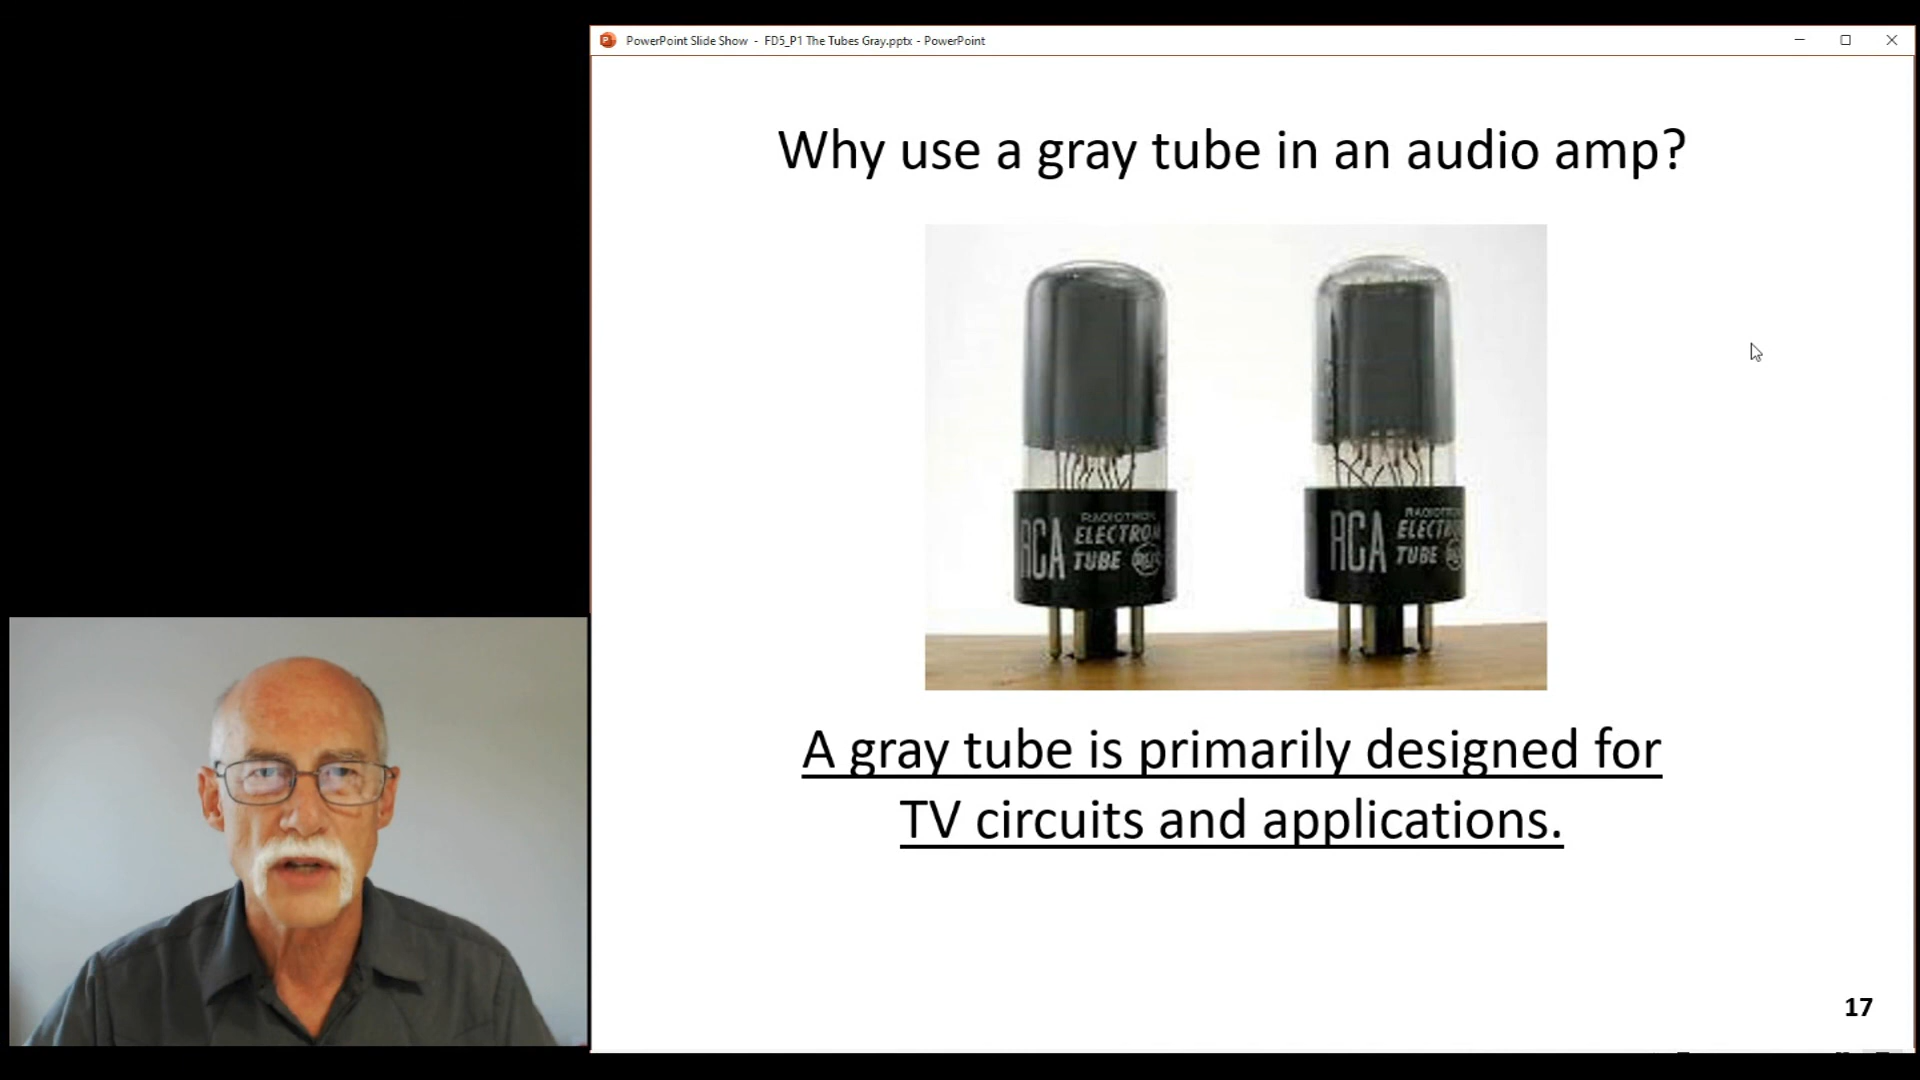 PowerPoint Slide Show - FD5_P1 The Tubes Gray.pptx - PowerPoint
Why use a gray tube in an audio amp?
RCA
RADIOTRON
ELECTRON
TUBE
RCA
ELECTR
TUBE
A gray tube is primarily designed for
TV circuits and applications.
17